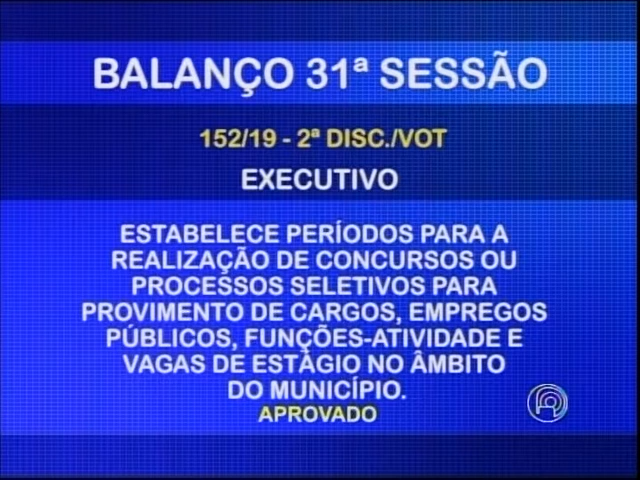 BALANÇO 31ª SESSÃO
152/19 - 2ª DISC./VOT
EXECUTIVO
ESTABELECE PERÍODOS PARA A
REALIZAÇÃO DE CONCURSOS OU
PROCESSOS SELETIVOS PARA
PROVIMENTO DE CARGOS, EMPREGOS
PÚBLICOS, FUNÇÕES-ATIVIDADE E
VAGAS DE ESTÁGIO NO ÂMBITO
DO MUNICÍPIO.
APROVADO